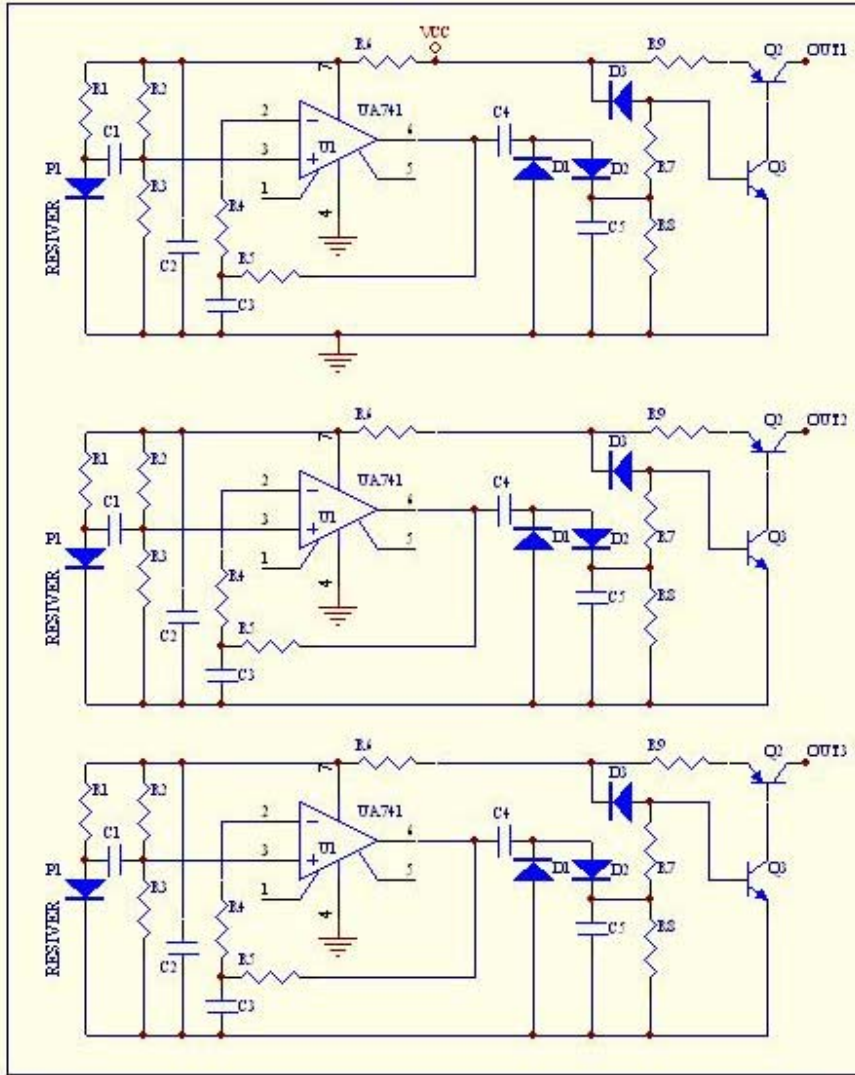 VCC
R6
R9
Q2
OUT1
D3
R1
R2
7
UA741
C4
2
6
C1
U1
3
P1
D1
D2
R7
Q3
5
1
R3
R4
4
C5
R8
RESIVER
C2
R5
C3
R6
R9
Q2
OUT2
D3
R1
R2
7
UA741
C4
2
6
C1
U1
3
P1
D1
D2
R7
Q3
5
1
R3
R4
4
C5
R8
RESIVER
C2
R5
C3
R6
R9
Q2
OUT3
D3
R1
R2
7
UA741
C4
2
6
C1
U1
3
P1
D1
D2
R7
Q3
5
1
R3
R4
4
C5
R8
RESIVER
C2
R5
C3